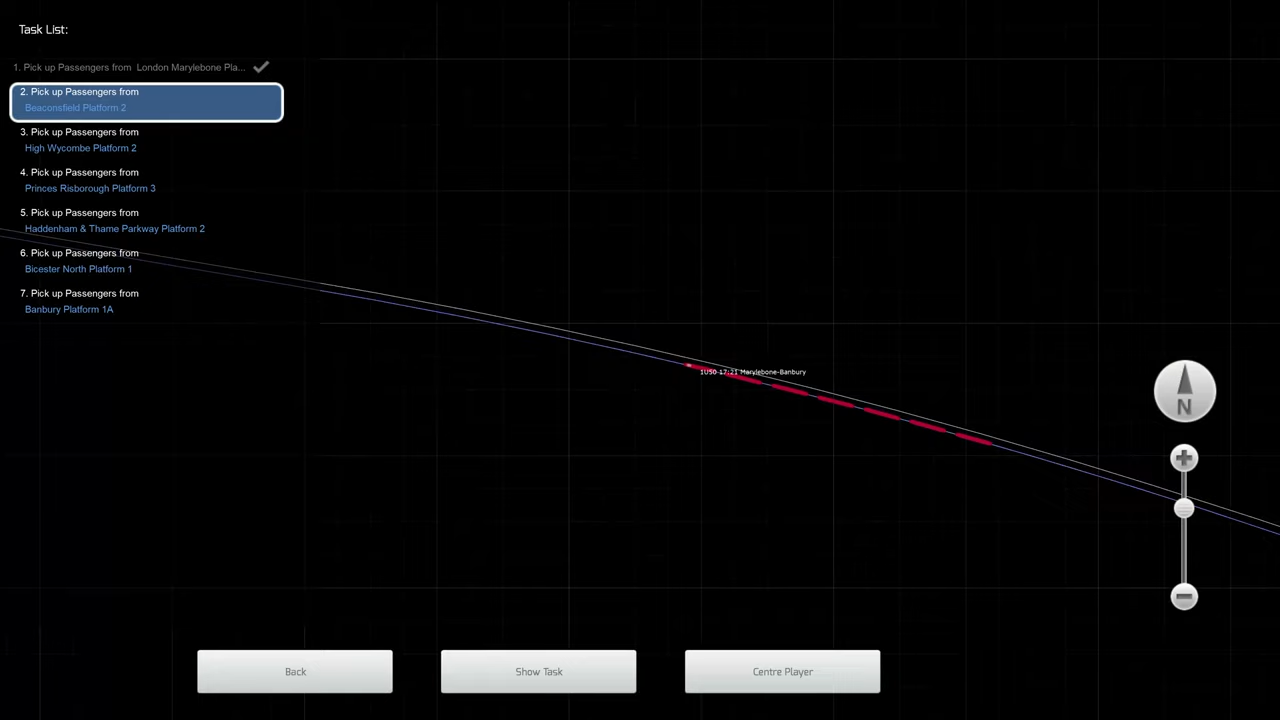 Task List:
1. Pick up Passengers from London Marylebone Pla...
2. Pick up Passengers from
Beaconsfield Platform 2
3. Pick up Passengers from
High Wycombe Platform 2
4. Pick up Passengers from
Princes Risborough Platform 3
5. Pick up Passengers from
Haddenham & Thame Parkway Platform 2
6. Pick up Passengers from
Bicester North Platform 1
7. Pick up Passengers from
Banbury Platform 1A
1U50 17:21 Marylebone-Banbury
N
Back
Show Task
Centre Player